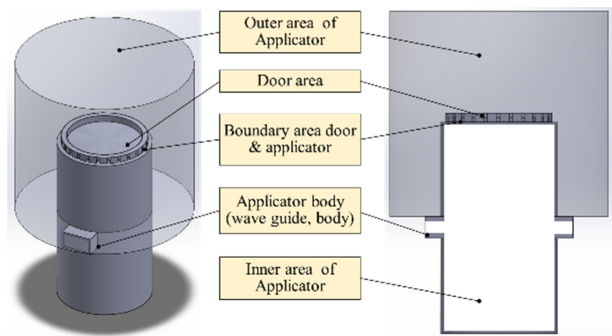 Outer area of
Applicator
Door area
Boundary area door
& applicator
Applicator body
(wave guide, body)
Inner area of
Applicator